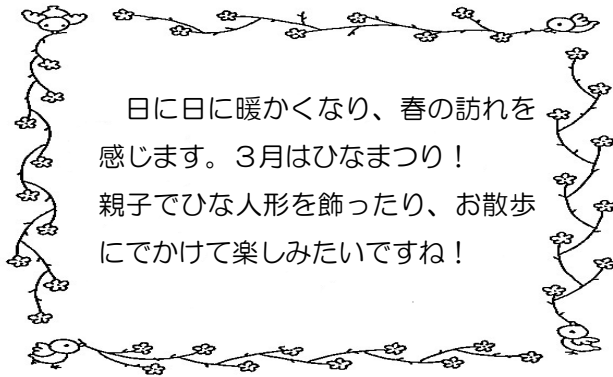 日に日に暖かくなり、春の訪れを
感じます。３月はひなまつり！
親子でひな人形を飾ったり、お散歩
にでかけて楽しみたいですね！